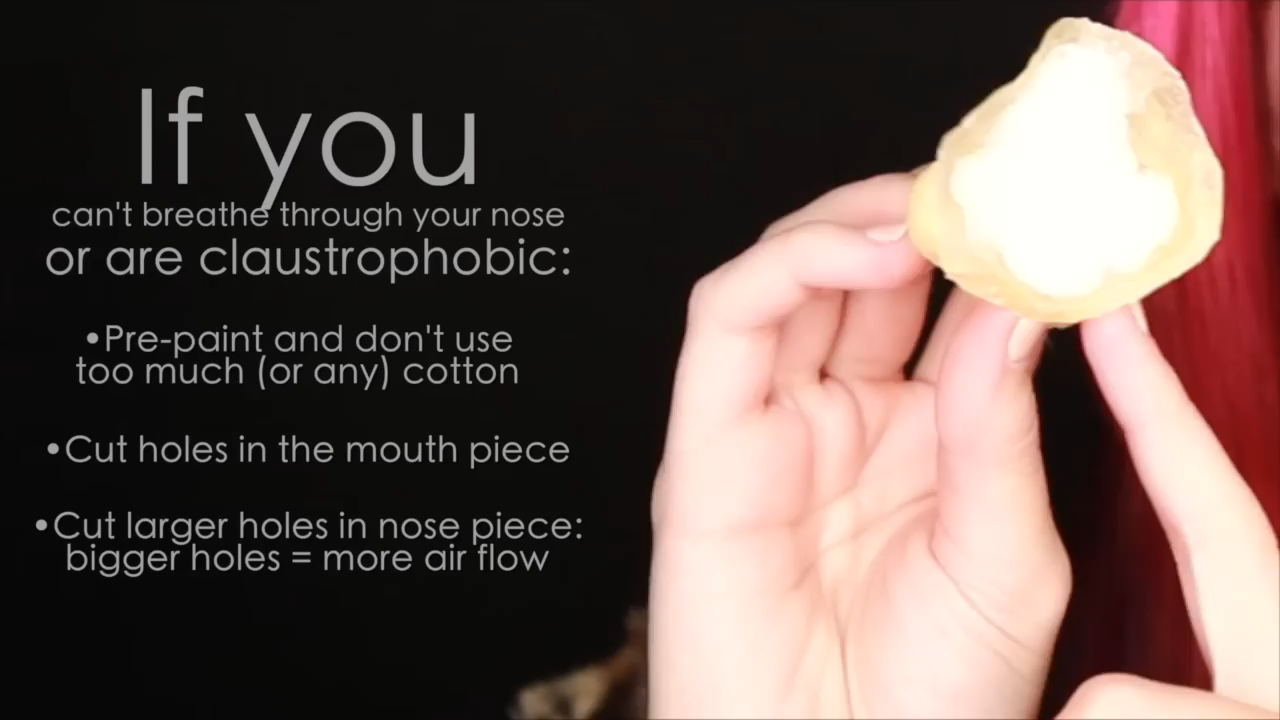 If you
can't breathe through your nose
or are claustrophobic:
•Pre-paint and don't use
too much (or any) cotton
•Cut holes in the mouth piece
•Cut larger holes in nose piece:
bigger holes = more air flow